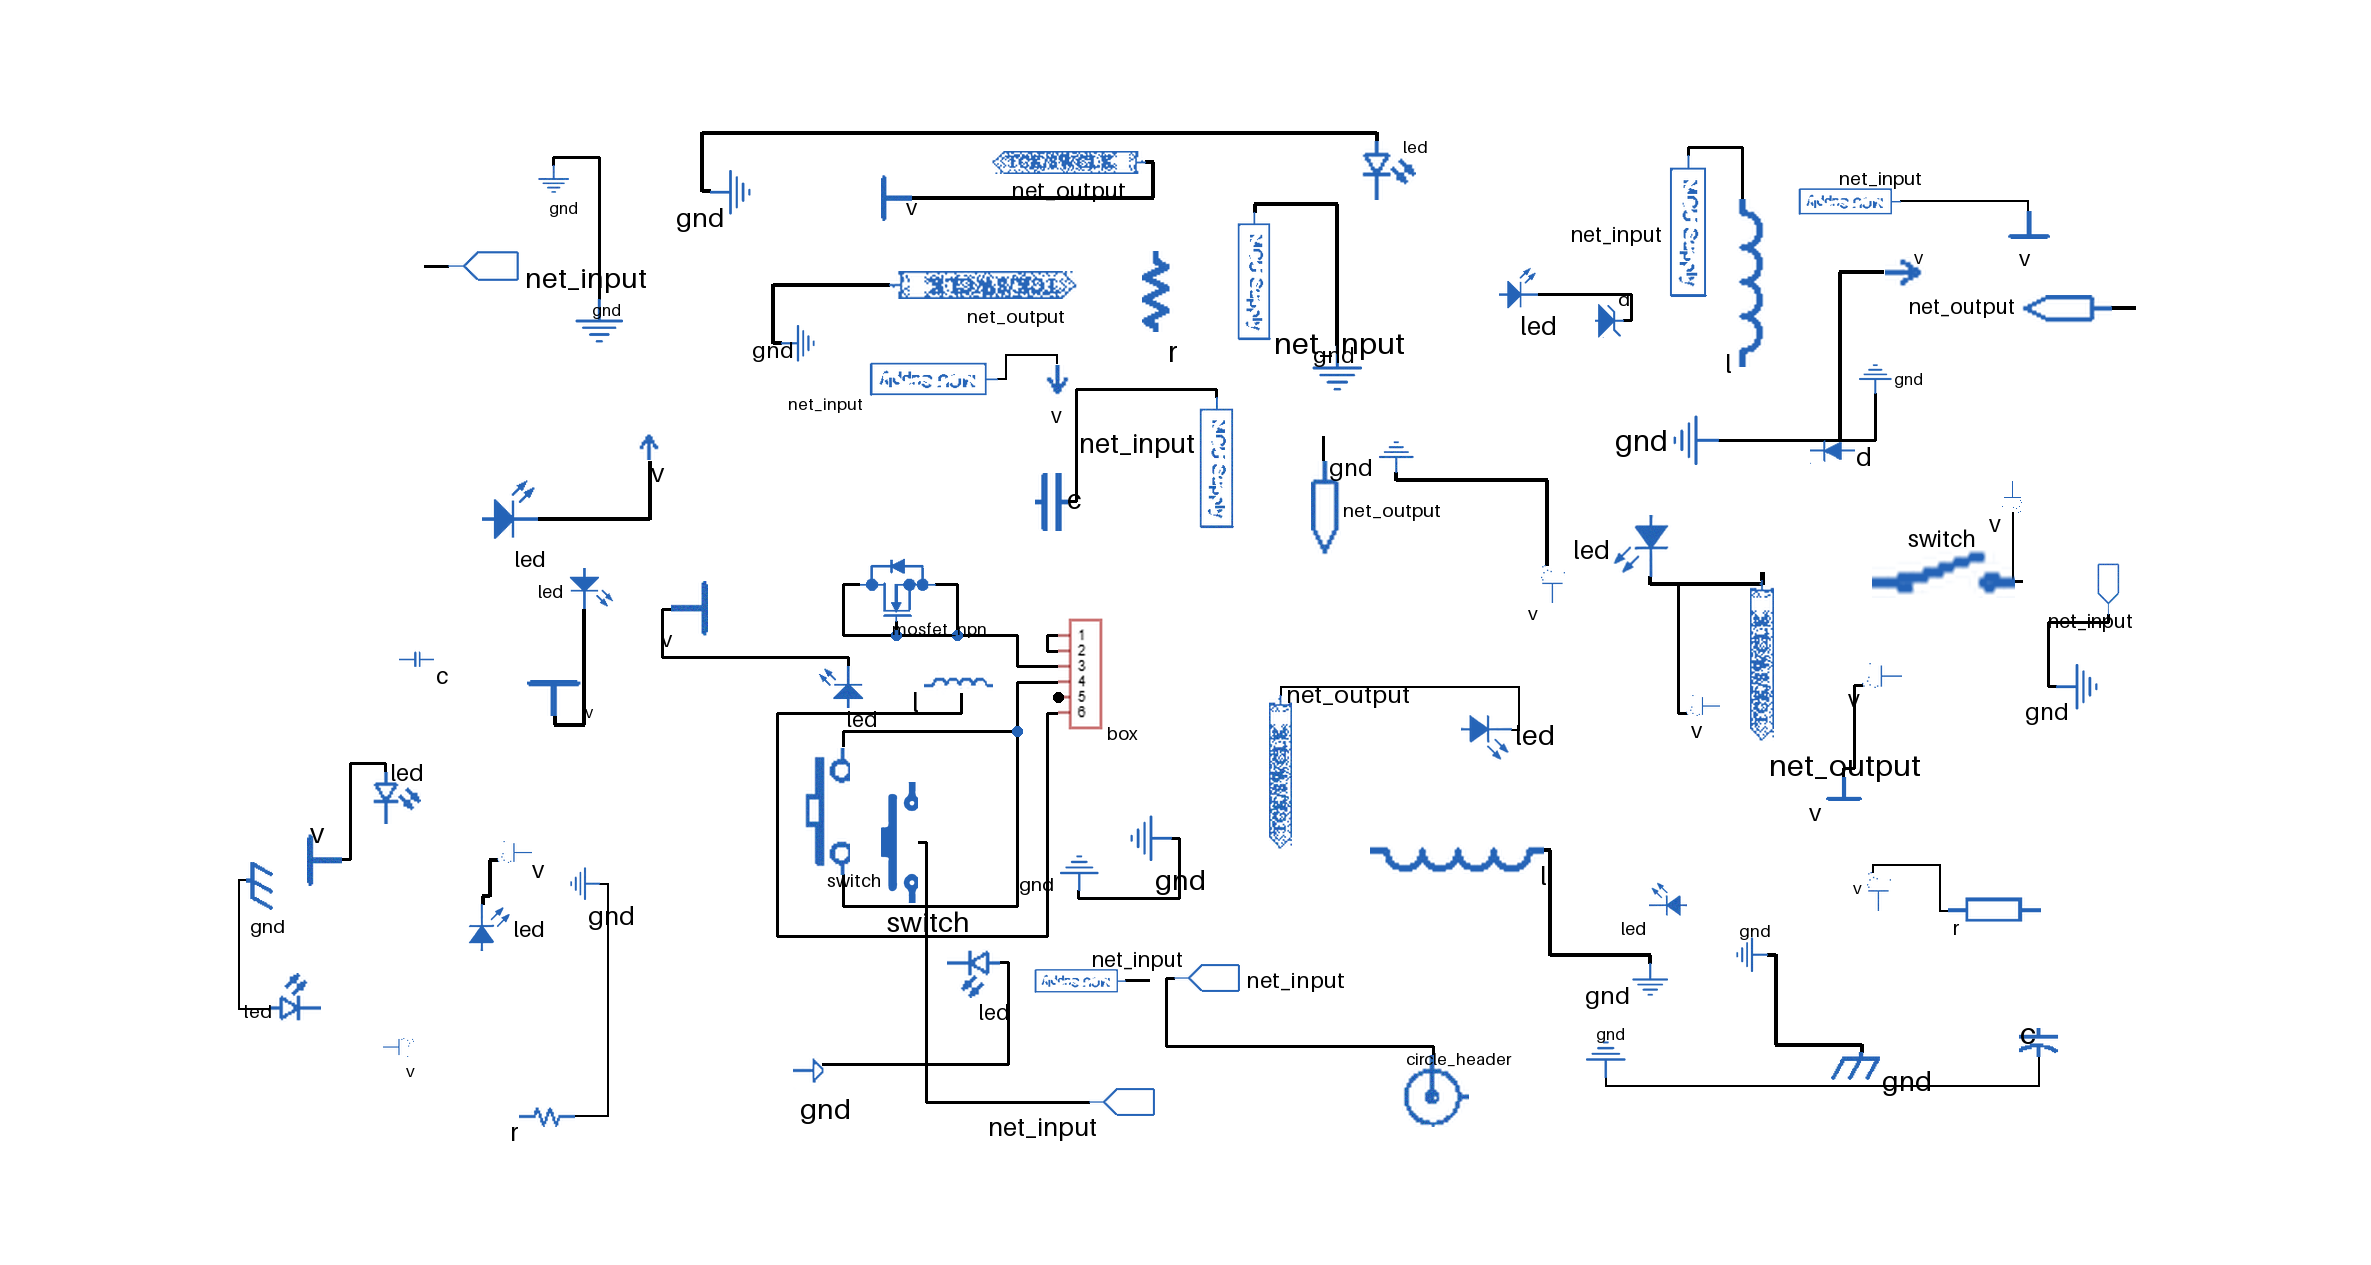 led
net_output
net_input
gnd
v
gnd
gnd
net_input
v
v
net_input
gnd
d
net_output
net_output
led
gnd
net_input
r
gnd
l
gnd
net_input
v
net_input
gnd
d
gnd
v
c
net_output
v
switch
led
led
led
v
net_input
mosfet_npn
v
1
2
3
4
5
6
box
c
l
v
led
net_output
led
v
v
gnd
led
net_output
v
v
l
switch
gnd
gnd
v
v
led
gnd
gnd
switch
led
r
gnd
net_input
net_input
gnd
led
led
gnd
c
circle_header
v
gnd
gnd
net_input
r